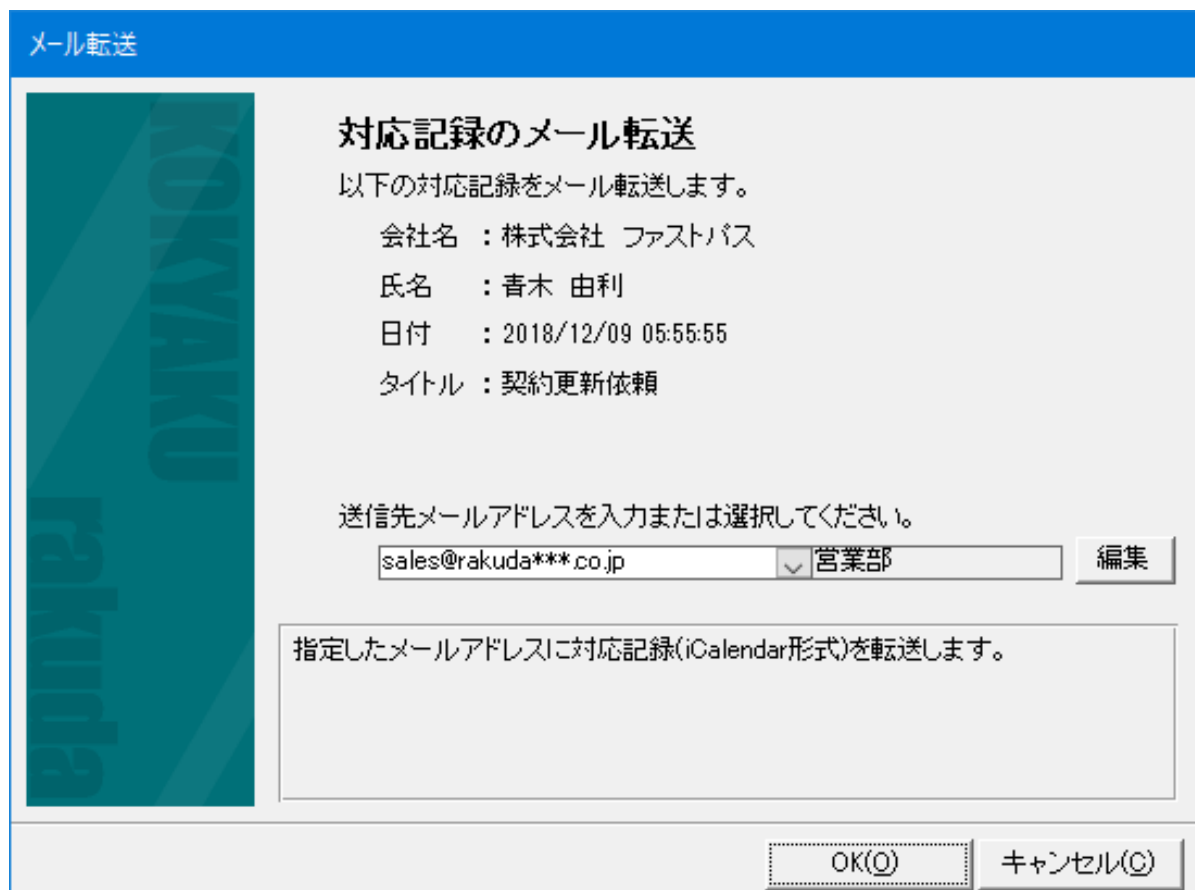 メール転送
KOKYAKU
rakuda
対応記録のメール転送
以下の対応記録をメール転送します。
会社名 ：株式会社 ファストパス
氏名 ：青木 由利
日付 ：2018/12/09 05:55:55
タイトル ：契約更新依頼
送信先メールアドレスを入力または選択してください。
sales@rakuda***.co.jp 営業部 編集
指定したメールアドレスに対応記録(iCalendar形式)を転送します。
OK(O) キャンセル(C)